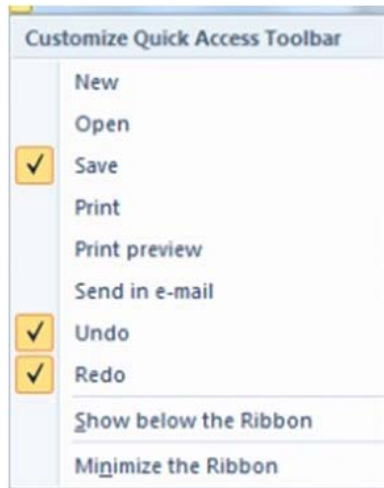 Customize Quick Access Toolbar
New
Open
Save
Print
Print preview
Send in e-mail
Undo
Redo
Show below the Ribbon
Minimize the Ribbon